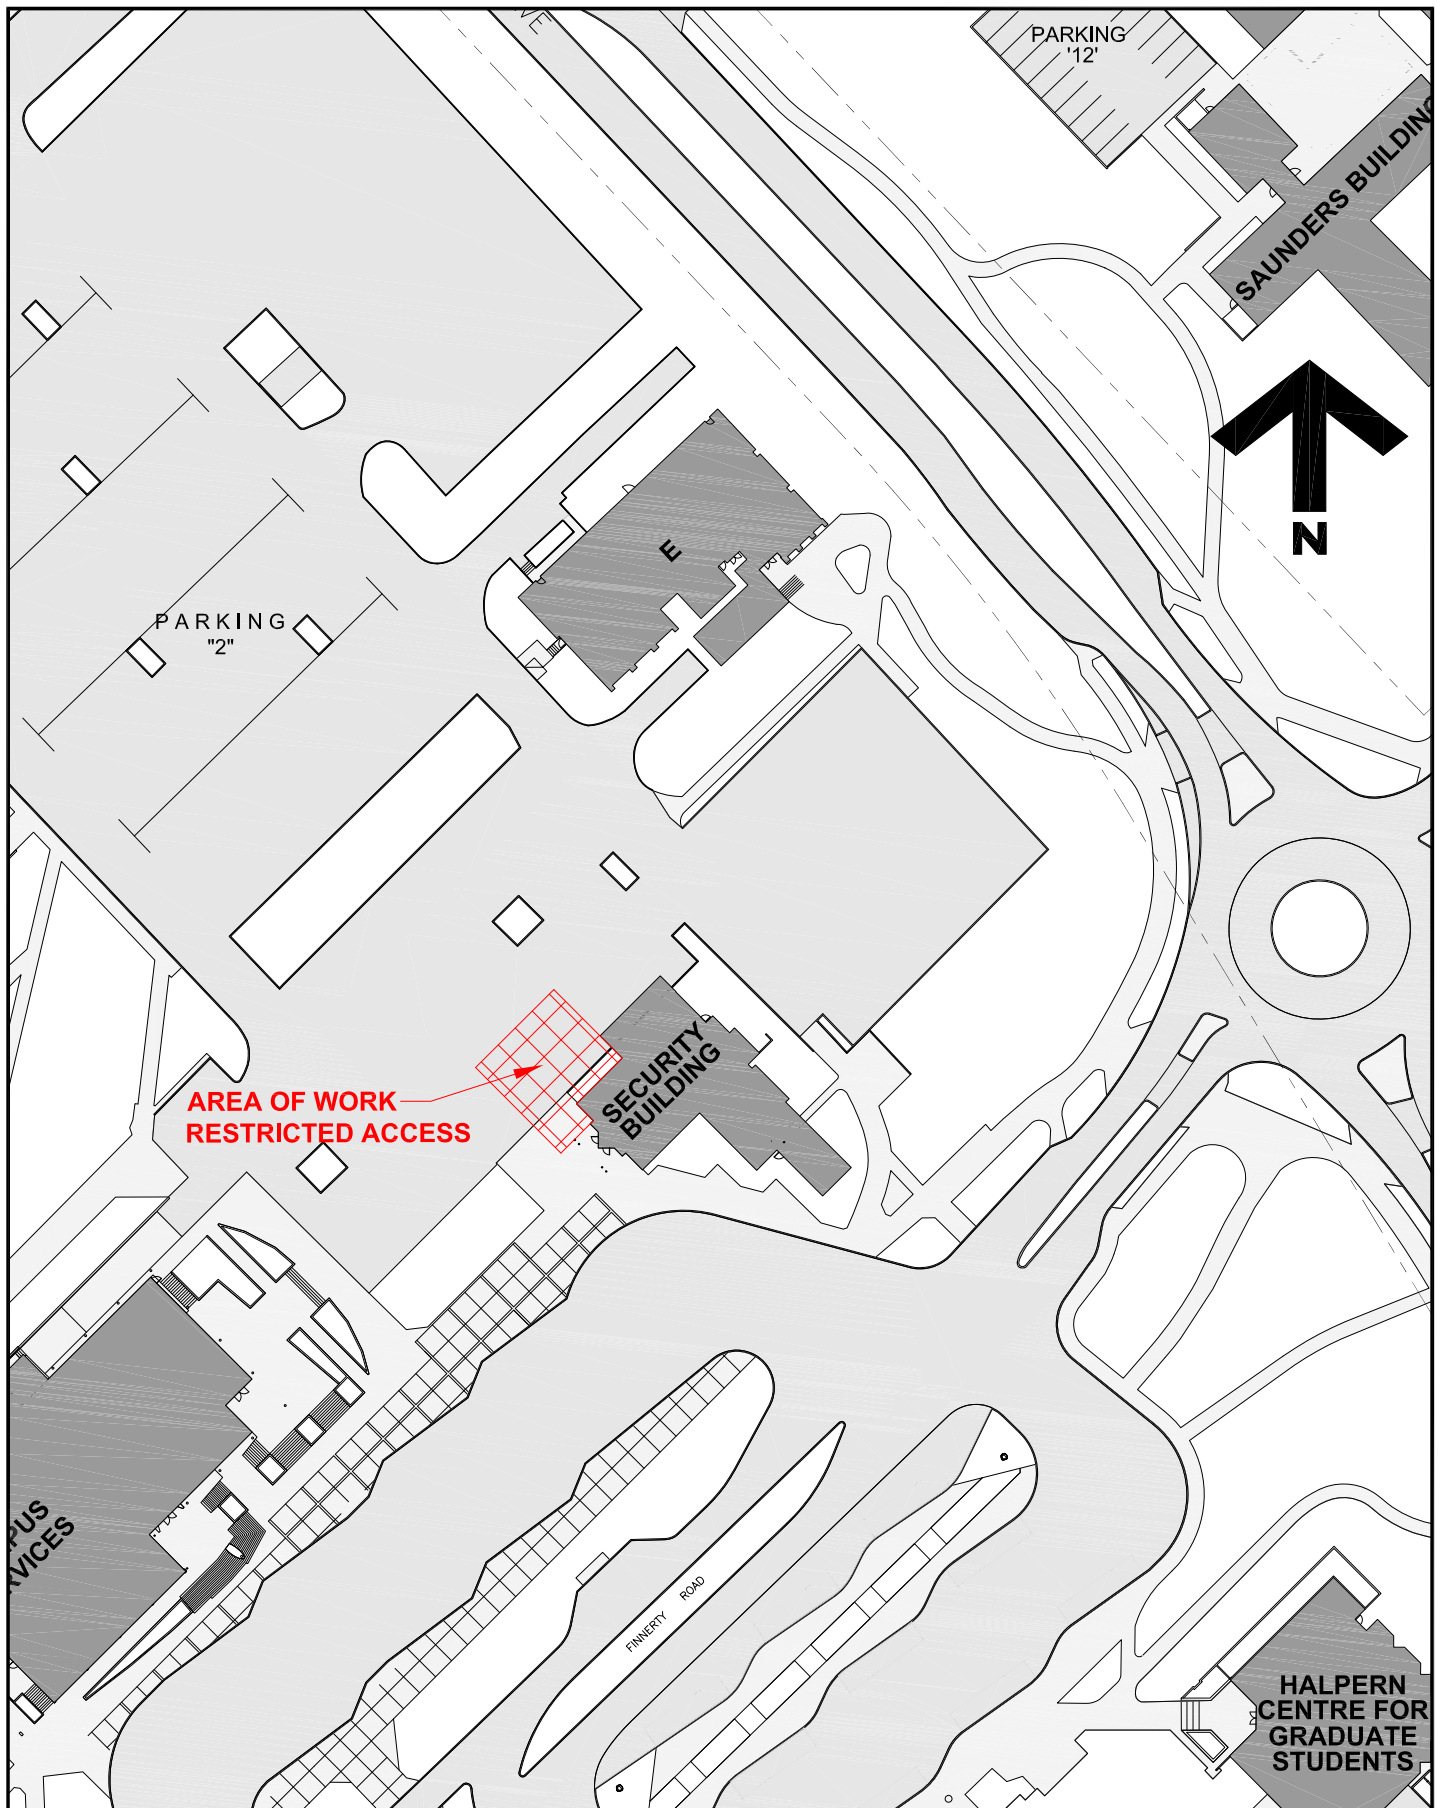 PARKING
'12'
SAUNDERS BUILDING
N
E
PARKING
"2"
SECURITY
BUILDING
AREA OF WORK
RESTRICTED ACCESS
FINNERTY ROAD
HALPERN
CENTRE FOR
GRADUATE
STUDENTS